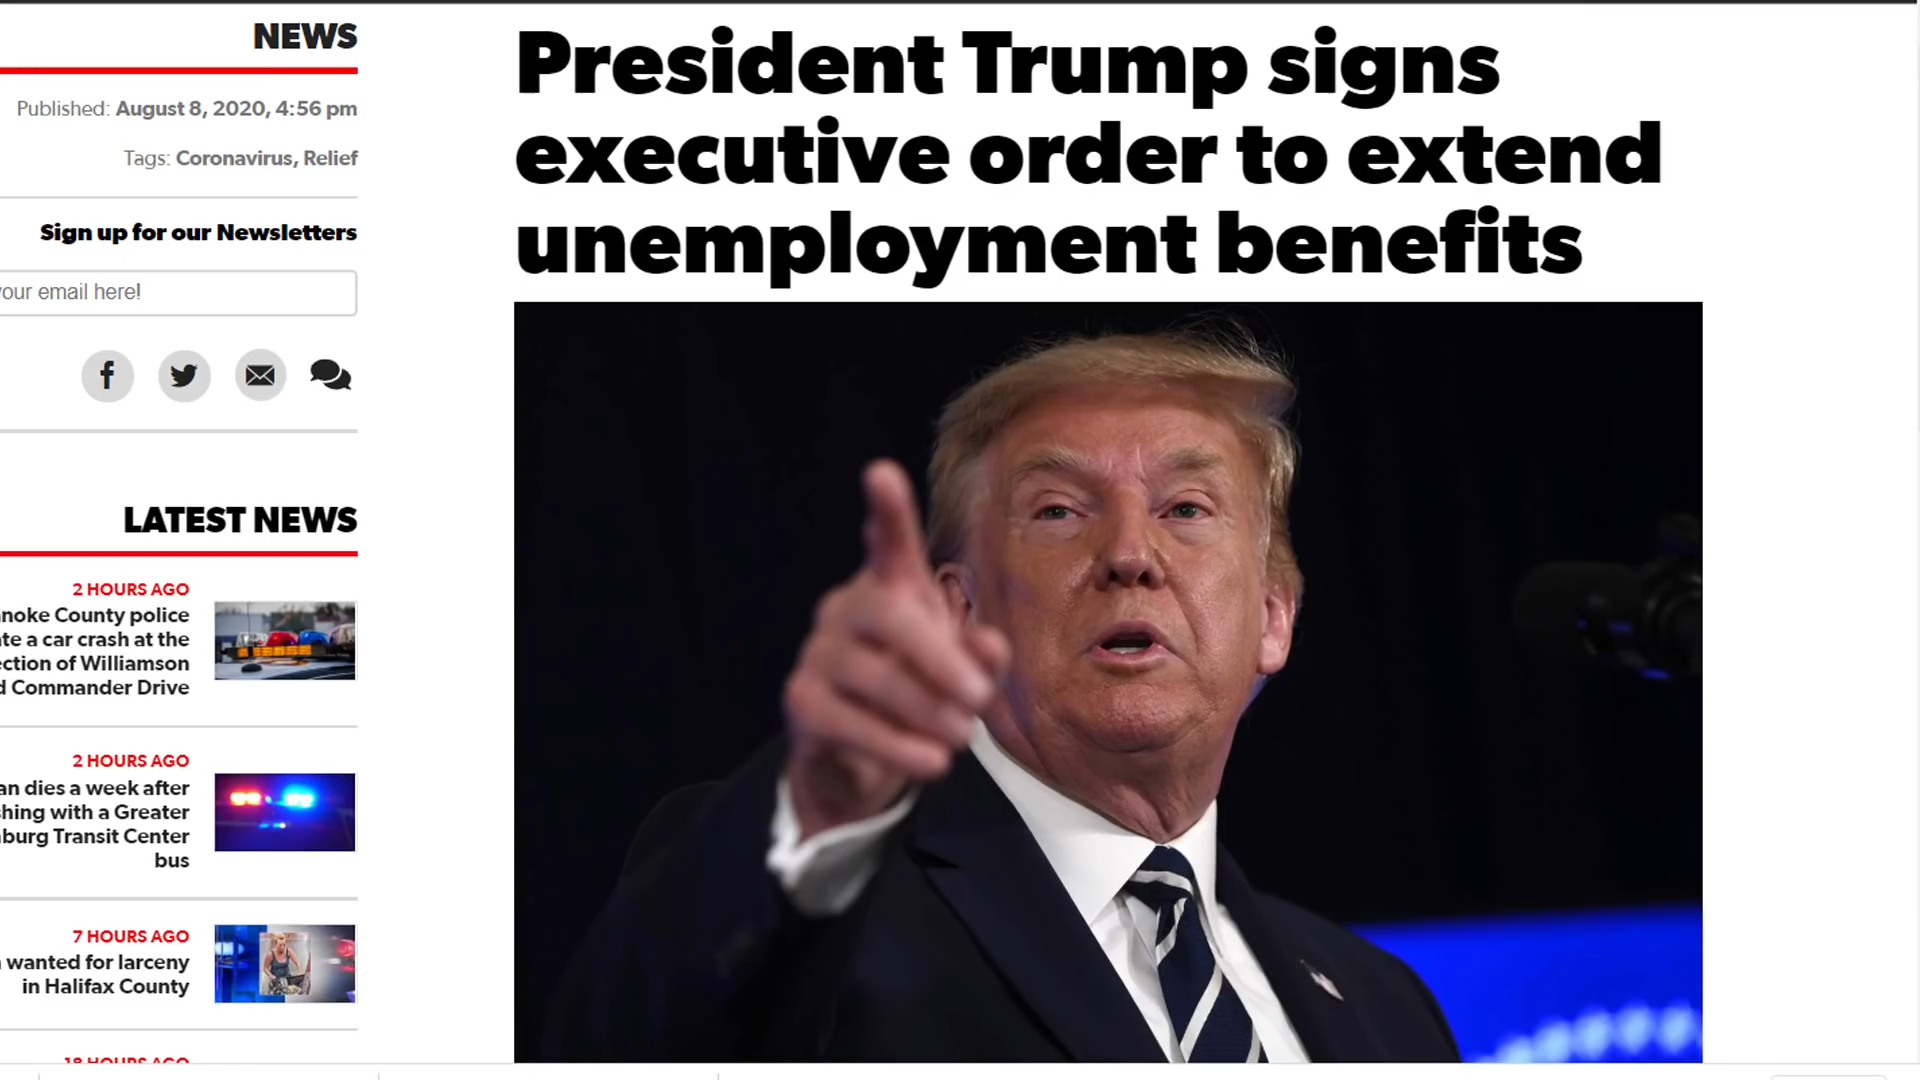 NEWS
Published: August 8, 2020, 4:56 pm
Tags: Coronavirus, Relief
Sign up for our Newsletters
our email here!
LATEST NEWS
2 HOURS AGO
noke County police
te a car crash at the
ction of Williamson
d Commander Drive
2 HOURS AGO
an dies a week after
hing with a Greater
burg Transit Center
bus
7 HOURS AGO
wanted for larceny
in Halifax County
18 HOURS AGO
President Trump signs
executive order to extend
unemployment benefits